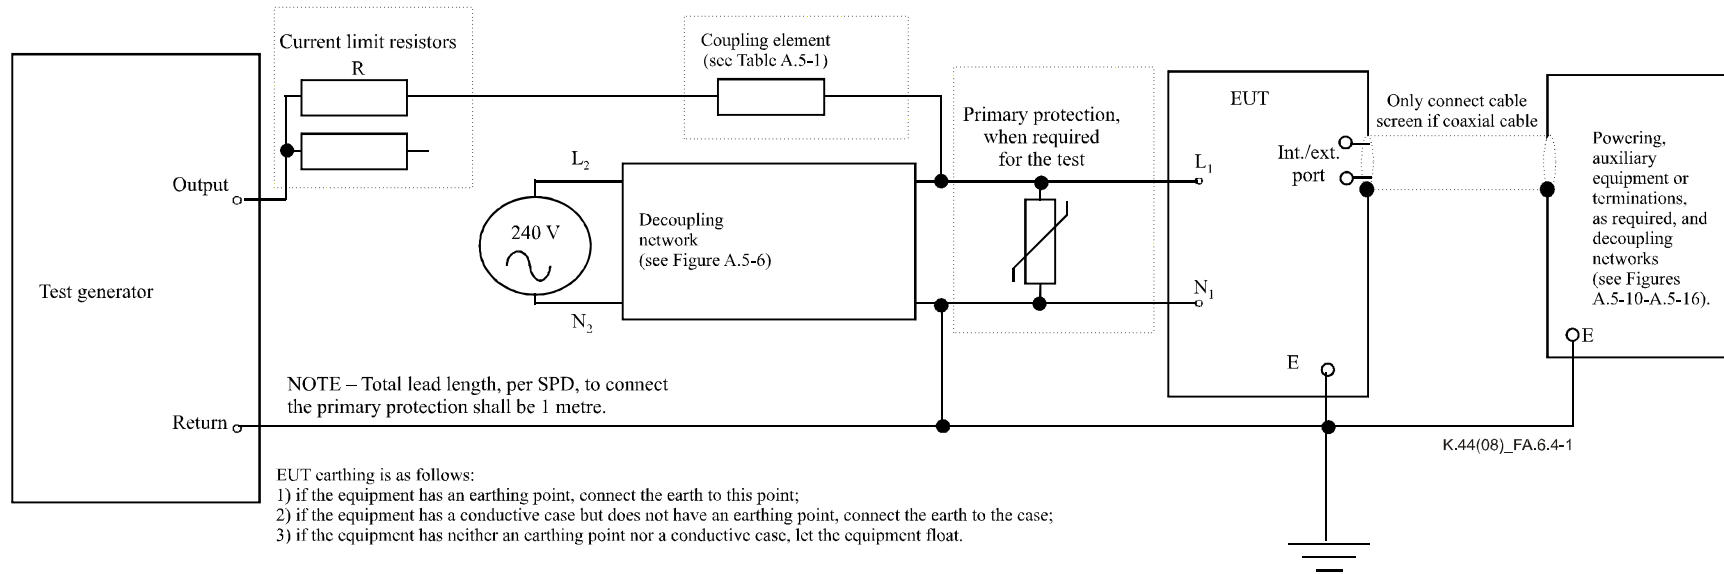 Current limit resistors
R
Coupling element
(see Table A.5-1)
Primary protection,
when required
for the test
EUT
Only connect cable
screen if coaxial cable
Int./ext.
port
Powering,
auxiliary
equipment or
terminations,
as required, and
decoupling
networks
(see Figures
A.5-10-A.5-16).
Output
L2
L1
240 V
Decoupling
network
(see Figure A.5-6)
Test generator
N2
N1
E
E
NOTE – Total lead length, per SPD, to connect
the primary protection shall be 1 metre.
Return
K.44(08)_FA.6.4-1
EUT earthing is as follows:
1) if the equipment has an earthing point, connect the earth to this point;
2) if the equipment has a conductive case but does not have an earthing point, connect the earth to the case;
3) if the equipment has neither an earthing point nor a conductive case, let the equipment float.